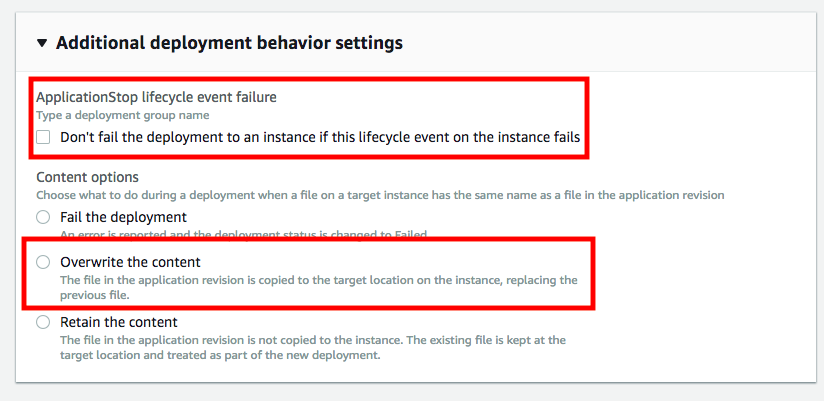 Additional deployment behavior settings
ApplicationStop lifecycle event failure
Type a deployment group name
Don't fail the deployment to an instance if this lifecycle event on the instance fails
Content options
Choose what to do during a deployment when a file on a target instance has the same name as a file in the application revision
Fail the deployment
An error is reported and the deployment status is changed to Failed
Overwrite the content
The file in the application revision is copied to the target location on the instance, replacing the
previous file.
Retain the content
The file in the application revision is not copied to the instance. The existing file is kept at the
target location and treated as part of the new deployment.